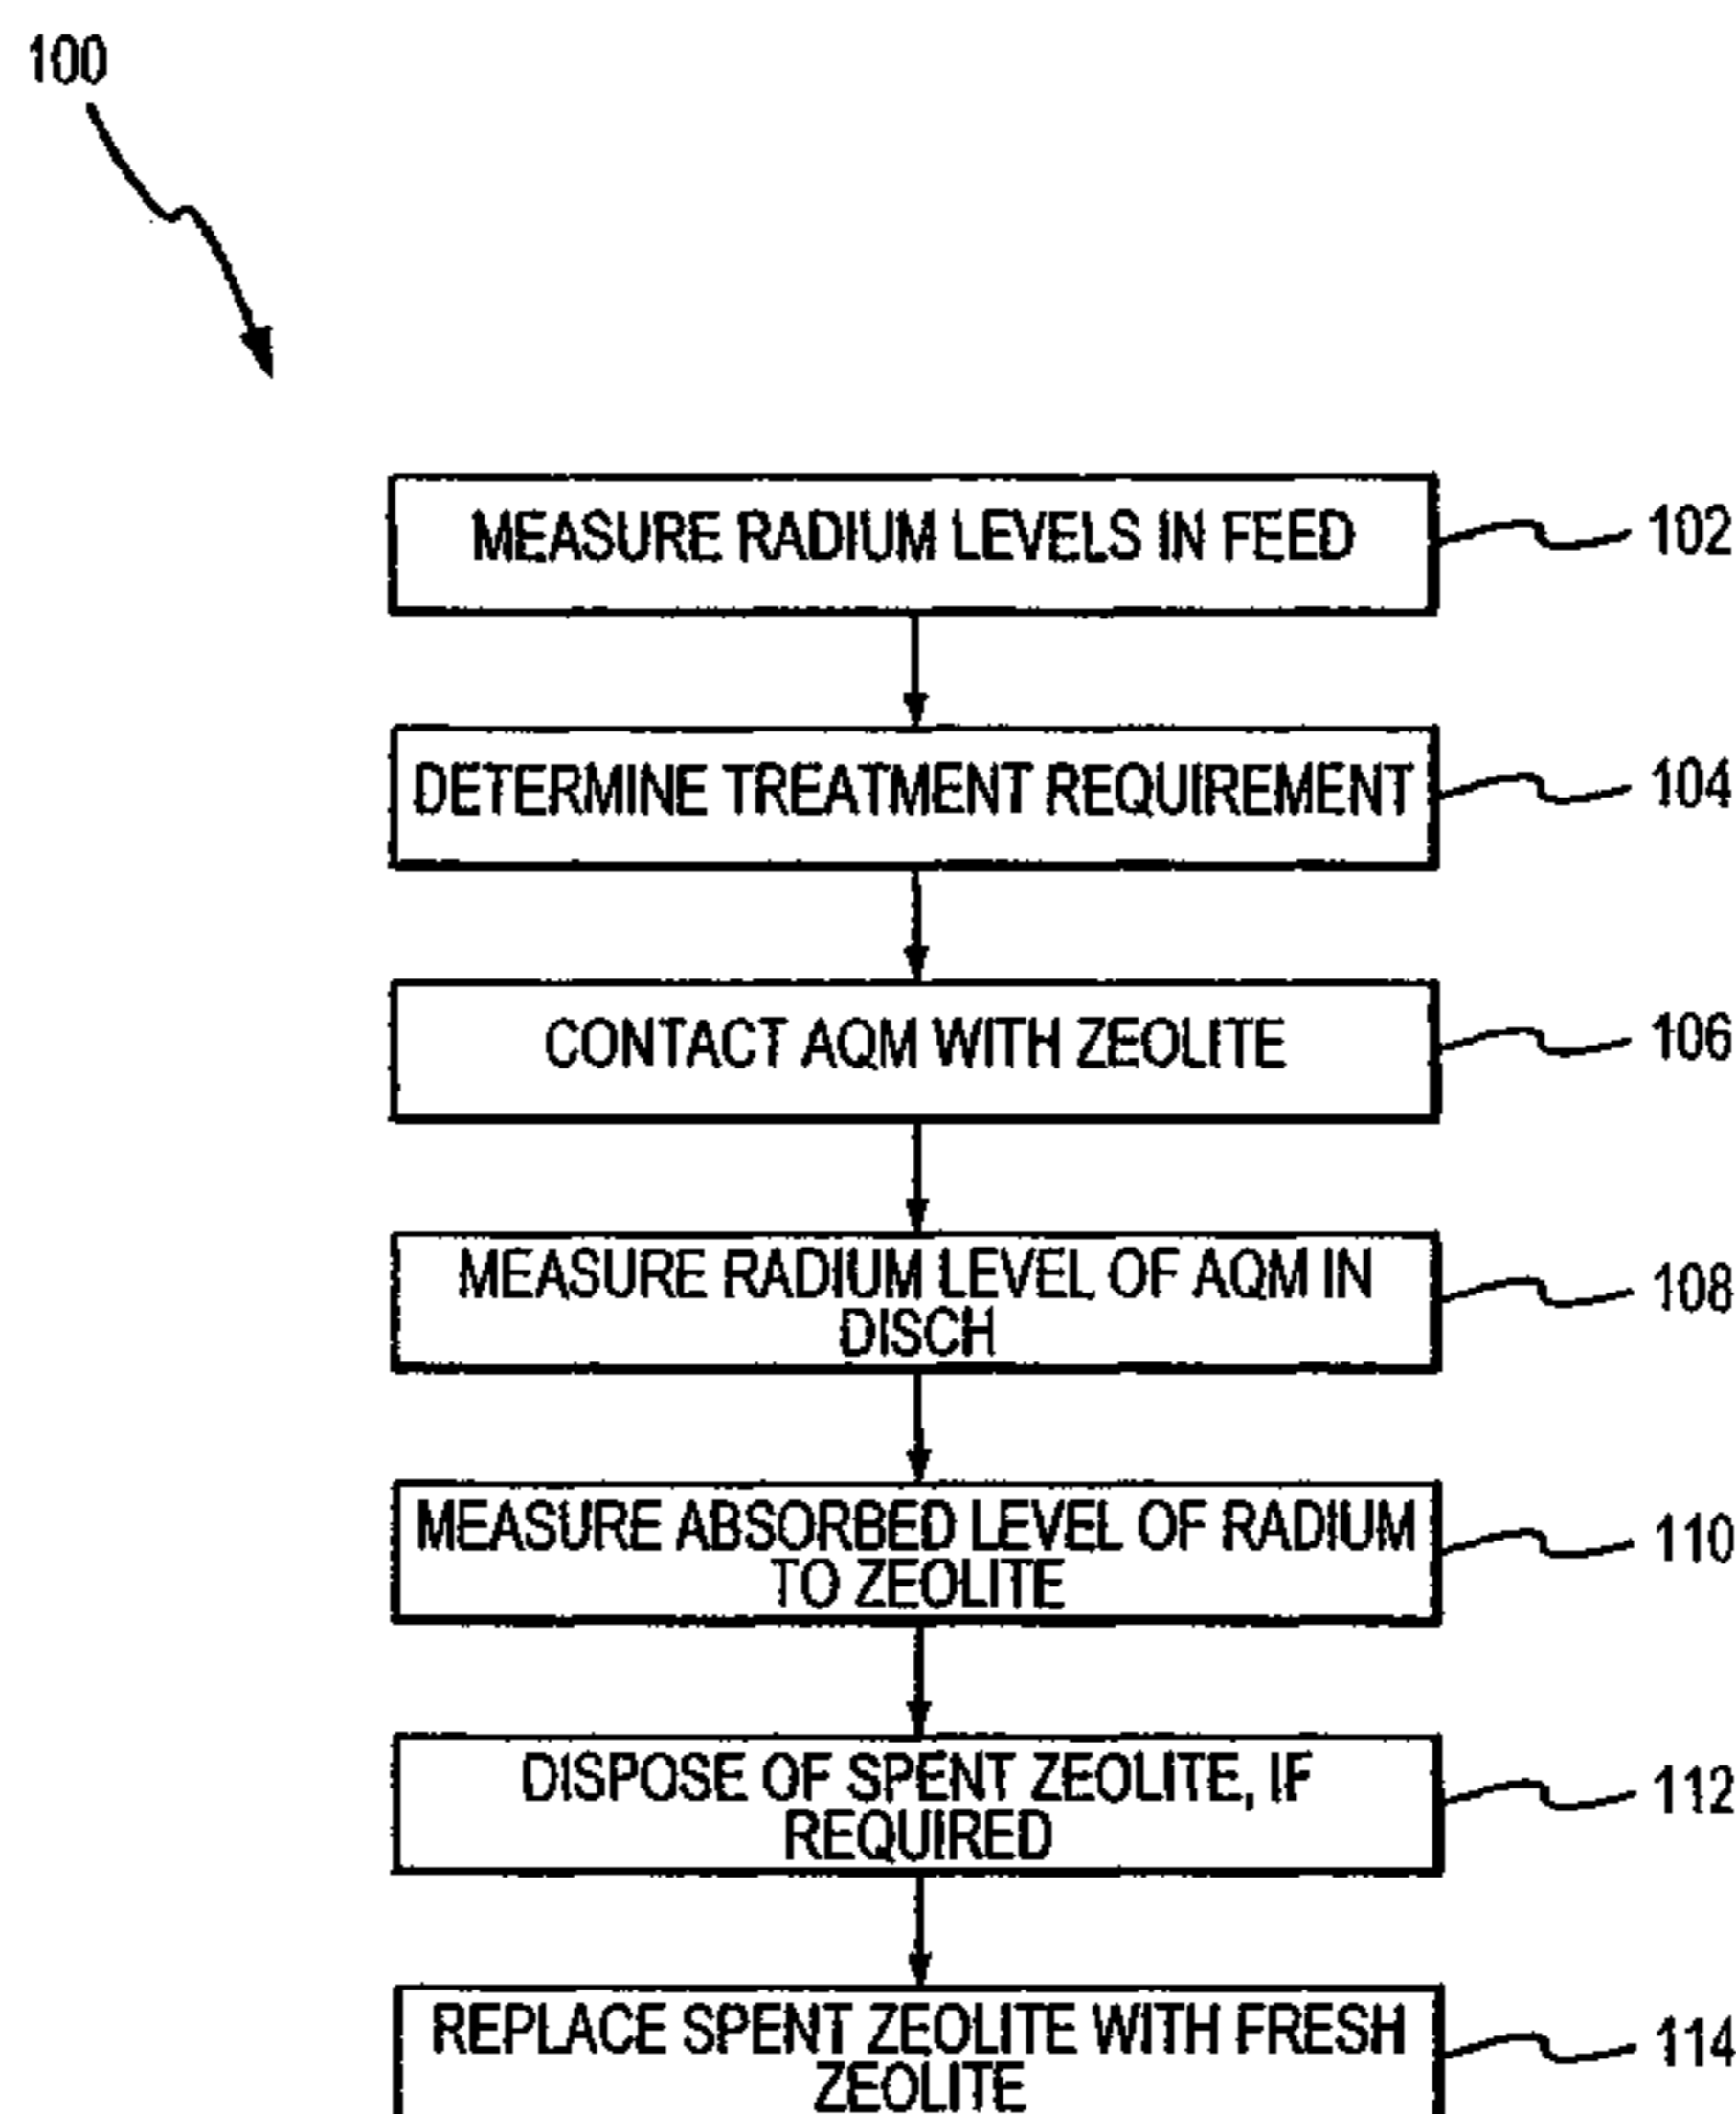 100
MEASURE RADIUM LEVELS IN FEED
102
DETERMINE TREATMENT REQUIREMENT
104
CONTACT AQM WITH ZEOLITE
106
MEASURE RADIUM LEVEL OF AQM IN
DISCH
108
MEASURE ABSORBED LEVEL OF RADIUM
TO ZEOLITE
110
DISPOSE OF SPENT ZEOLITE, IF
REQUIRED
112
REPLACE SPENT ZEOLITE WITH FRESH
ZEOLITE
114